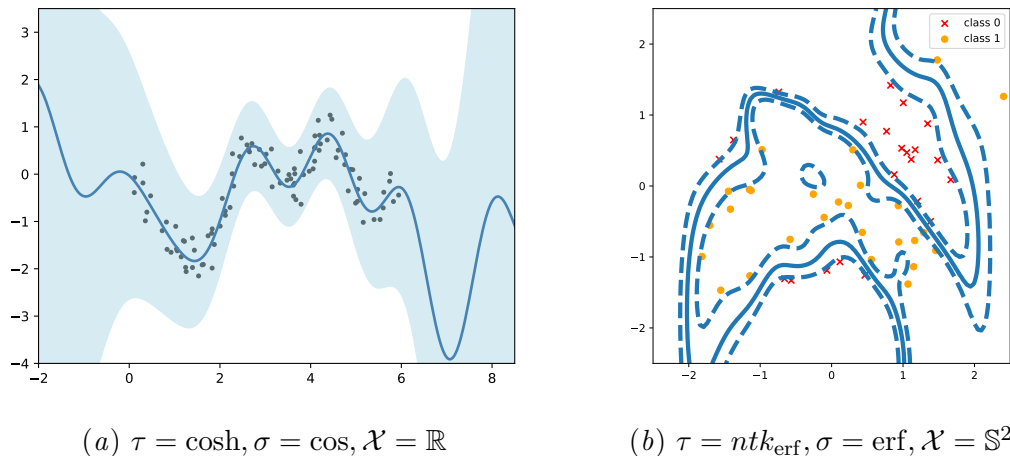 3
2
1
0
−1
−2
−3
−4
−2 0 2 4 6 8
class 0
class 1
2
1
0
−1
−2
−2 −1 0 1 2
(a) τ = cosh, σ = cos, 𝒳 = ℝ
(b) τ = ntk_erf, σ = erf, 𝒳 = 𝕊²